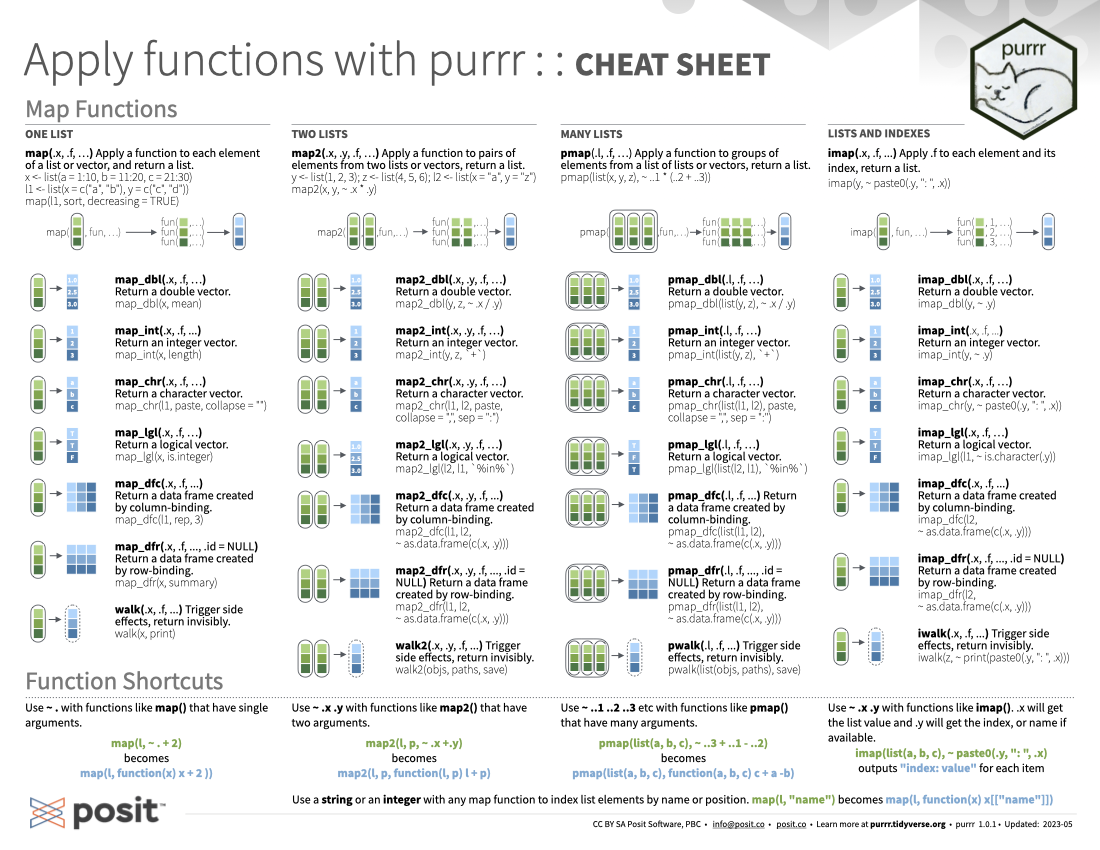 Apply functions with purrr : : CHEAT SHEET
purrr
Map Functions
ONE LIST
map(.x, .f, …) Apply a function to each element
of a list or vector, and return a list.
x <- list(a = 1:10, b = 11:20, c = 21:30)
l1 <- list(x = c("a", "b"), y = c("c", "d"))
map(l1, sort, decreasing = TRUE)
map( , fun, …)
fun( ,…)
fun( ,…)
fun( ,…)
1.0
2.5
3.0
map_dbl(.x, .f, …)
Return a double vector.
map_dbl(x, mean)
1
2
3
map_int(.x, .f, ...)
Return an integer vector.
map_int(x, length)
a
b
c
map_chr(.x, .f, …)
Return a character vector.
map_chr(l1, paste, collapse = "")
T
T
F
map_lgl(.x, .f, …)
Return a logical vector.
map_lgl(x, is.integer)
map_dfc(.x, .f, …)
Return a data frame created
by column-binding.
map_dfc(l1, rep, 3)
map_dfr(.x, .f, ..., .id = NULL)
Return a data frame created
by row-binding.
map_dfr(x, summary)
walk(.x, .f, ...) Trigger side
effects, return invisibly.
walk(x, print)
TWO LISTS
map2(.x, .y, .f, …) Apply a function to pairs of
elements from two lists or vectors, return a list.
y <- list(1, 2, 3); z <- list(4, 5, 6); l2 <- list(x = "a", y = "z")
map2(x, y, ~ .x * .y)
map2( , ,fun,…)
fun( , ,…)
fun( , ,…)
fun( , ,…)
1.0
2.5
3.0
map2_dbl(.x, .y, .f, …)
Return a double vector.
map2_dbl(y, z, ~ .x / .y)
1
2
3
map2_int(.x, .y, .f, …)
Return an integer vector.
map2_int(y, z, `+`)
a
b
c
map2_chr(.x, .y, .f, …)
Return a character vector.
map2_chr(l1, l2, paste,
collapse = ",", sep = ":")
1.0
2.5
3.0
map2_lgl(.x, .y, .f, …)
Return a logical vector.
map2_lgl(l2, l1, `%in%`)
map2_dfc(.x, .y, .f, ...)
Return a data frame created
by column-binding.
map2_dfc(l1, l2,
~ as.data.frame(c(.x, .y)))
map2_dfr(.x, .y, .f, …, .id =
NULL) Return a data frame
created by row-binding.
map2_dfr(l1, l2,
~ as.data.frame(c(.x, .y)))
walk2(.x, .y, .f, ...) Trigger
side effects, return invisibly.
walk2(objs, paths, save)
MANY LISTS
pmap(.l, .f, …) Apply a function to groups of
elements from a list of lists or vectors, return a list.
pmap(list(x, y, z), ~ ..1 * (..2 + ..3))
pmap( ,fun,…)
fun( ,…)
fun( ,…)
fun( ,…)
1.0
2.5
3.0
pmap_dbl(.l, .f, …)
Return a double vector.
pmap_dbl(list(y, z), ~ .x / .y)
1
2
3
pmap_int(.l, .f, …)
Return an integer vector.
pmap_int(list(y, z), `+`)
a
b
c
pmap_chr(.l, .f, …)
Return a character vector.
pmap_chr(list(l1, l2), paste,
collapse = ",", sep = ":")
T
F
T
pmap_lgl(.l, .f, …)
Return a logical vector.
pmap_lgl(list(l2, l1), `%in%`)
pmap_dfc(.l, .f, ...) Return
a data frame created by
column-binding.
pmap_dfc(list(l1, l2),
~ as.data.frame(c(.x, .y)))
pmap_dfr(.l, .f, ..., .id =
NULL) Return a data frame
created by row-binding.
pmap_dfr(list(l1, l2),
~ as.data.frame(c(.x, .y)))
pwalk(.l, .f, ...) Trigger side
effects, return invisibly.
pwalk(list(objs, paths), save)
LISTS AND INDEXES
imap(.x, .f, ...) Apply .f to each element and its
index, return a list.
imap(y, ~ paste0(.y, ": ", .x))
imap( , fun, …)
fun( , 1,…)
fun( , 2,…)
fun( , 3,…)
1.0
2.5
3.0
imap_dbl(.x, .f, …)
Return a double vector.
imap_dbl(y, ~ .y)
1
2
3
imap_int(.x, .f, ...)
Return an integer vector.
imap_int(y, ~ .y)
a
b
c
imap_chr(.x, .f, …)
Return a character vector.
imap_chr(y, ~ paste0(.y, ": ", .x))
T
T
F
imap_lgl(.x, .f, …)
Return a logical vector.
imap_lgl(l1, ~ is.character(.y))
imap_dfc(.x, .f, …)
Return a data frame created
by column-binding.
imap_dfc(l2,
~ as.data.frame(c(.x, .y)))
imap_dfr(.x, .f, ..., .id = NULL)
Return a data frame created
by row-binding.
imap_dfr(l2,
~ as.data.frame(c(.x, .y)))
iwalk(.x, .f, ...) Trigger side
effects, return invisibly.
iwalk(z, ~ print(paste0(.y, ": ", .x)))
Function Shortcuts
Use ~ . with functions like map() that have single
arguments.
map(l, ~ . + 2)
becomes
map(l, function(x) x + 2 ))
Use ~ .x .y with functions like map2() that have
two arguments.
map2(l, p, ~ .x +.y)
becomes
map2(l, p, function(l, p) l + p)
Use ~ ..1 ..2 ..3 etc with functions like pmap()
that have many arguments.
pmap(list(a, b, c), ~ ..3 + ..1 - ..2)
becomes
pmap(list(a, b, c), function(a, b, c) c + a -b)
Use ~ .x .y with functions like imap(). .x will get
the list value and .y will get the index, or name if
available.
imap(list(a, b, c), ~ paste0(.y, ": ", .x)
outputs "index: value" for each item
Use a string or an integer with any map function to index list elements by name or position. map(l, "name") becomes map(l, function(x) x[["name"]])
posit™
CC BY SA Posit Software, PBC • info@posit.co • posit.co • Learn more at purrr.tidyverse.org • purrr 1.0.1 • Updated: 2023-05